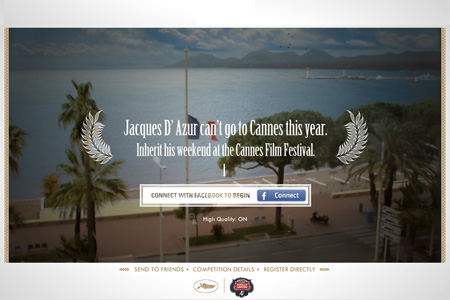 Jacques D'Azur can't go to Cannes this year.
Inherit his weekend at the Cannes Film Festival.
CONNECT WITH FACEBOOK TO BEGIN
f Connect
High Quality: ON
SEND TO FRIENDS • COMPETITION DETAILS • REGISTER DIRECTLY